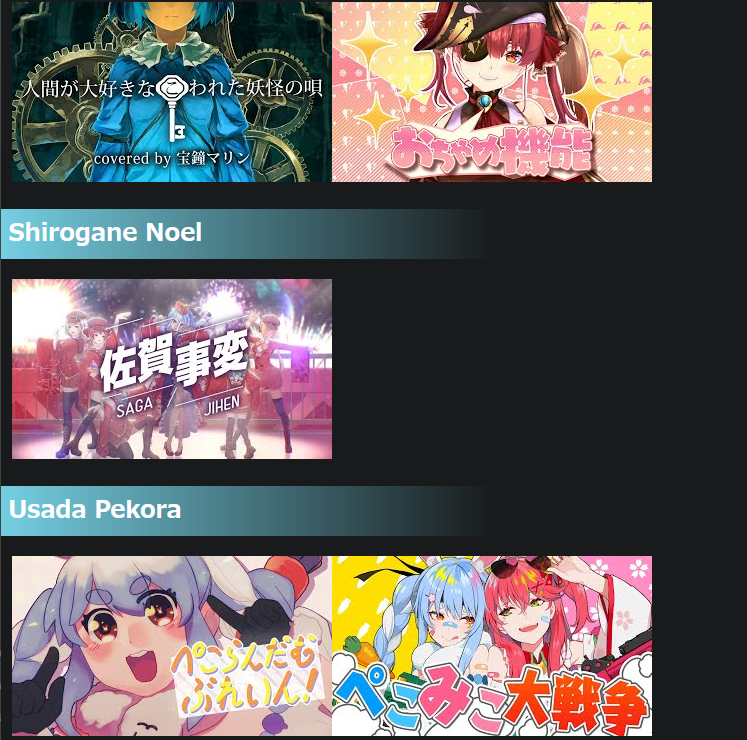 人間が大好きなこわれた妖怪の唄
covered by 宝鐘マリン
おちゃめ機能
Shirogane Noel
佐賀事変
SAGA JIHEN
Usada Pekora
ぺこらんだむ
ぶれいん!
ぺこみこ大戦争